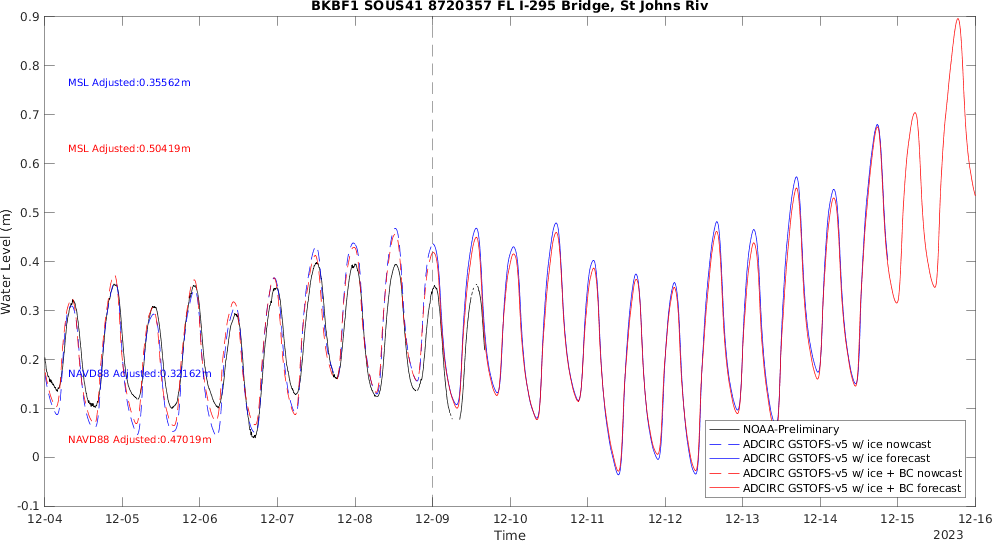 BKBF1 SOUS41 8720357 FL I-295 Bridge, St Johns Riv
0.9
0.8
0.7
0.6
0.5
0.4
0.3
0.2
0.1
0
-0.1
Water Level (m)
MSL Adjusted:0.35562m
MSL Adjusted:0.50419m
NAVD88 Adjusted:0.32162m
NAVD88 Adjusted:0.47019m
NOAA-Preliminary
ADCIRC GSTOFS-v5 w/ ice nowcast
ADCIRC GSTOFS-v5 w/ ice forecast
ADCIRC GSTOFS-v5 w/ ice + BC nowcast
ADCIRC GSTOFS-v5 w/ ice + BC forecast
12-04 12-05 12-06 12-07 12-08 12-09 12-10 12-11 12-12 12-13 12-14 12-15 12-16
Time
2023